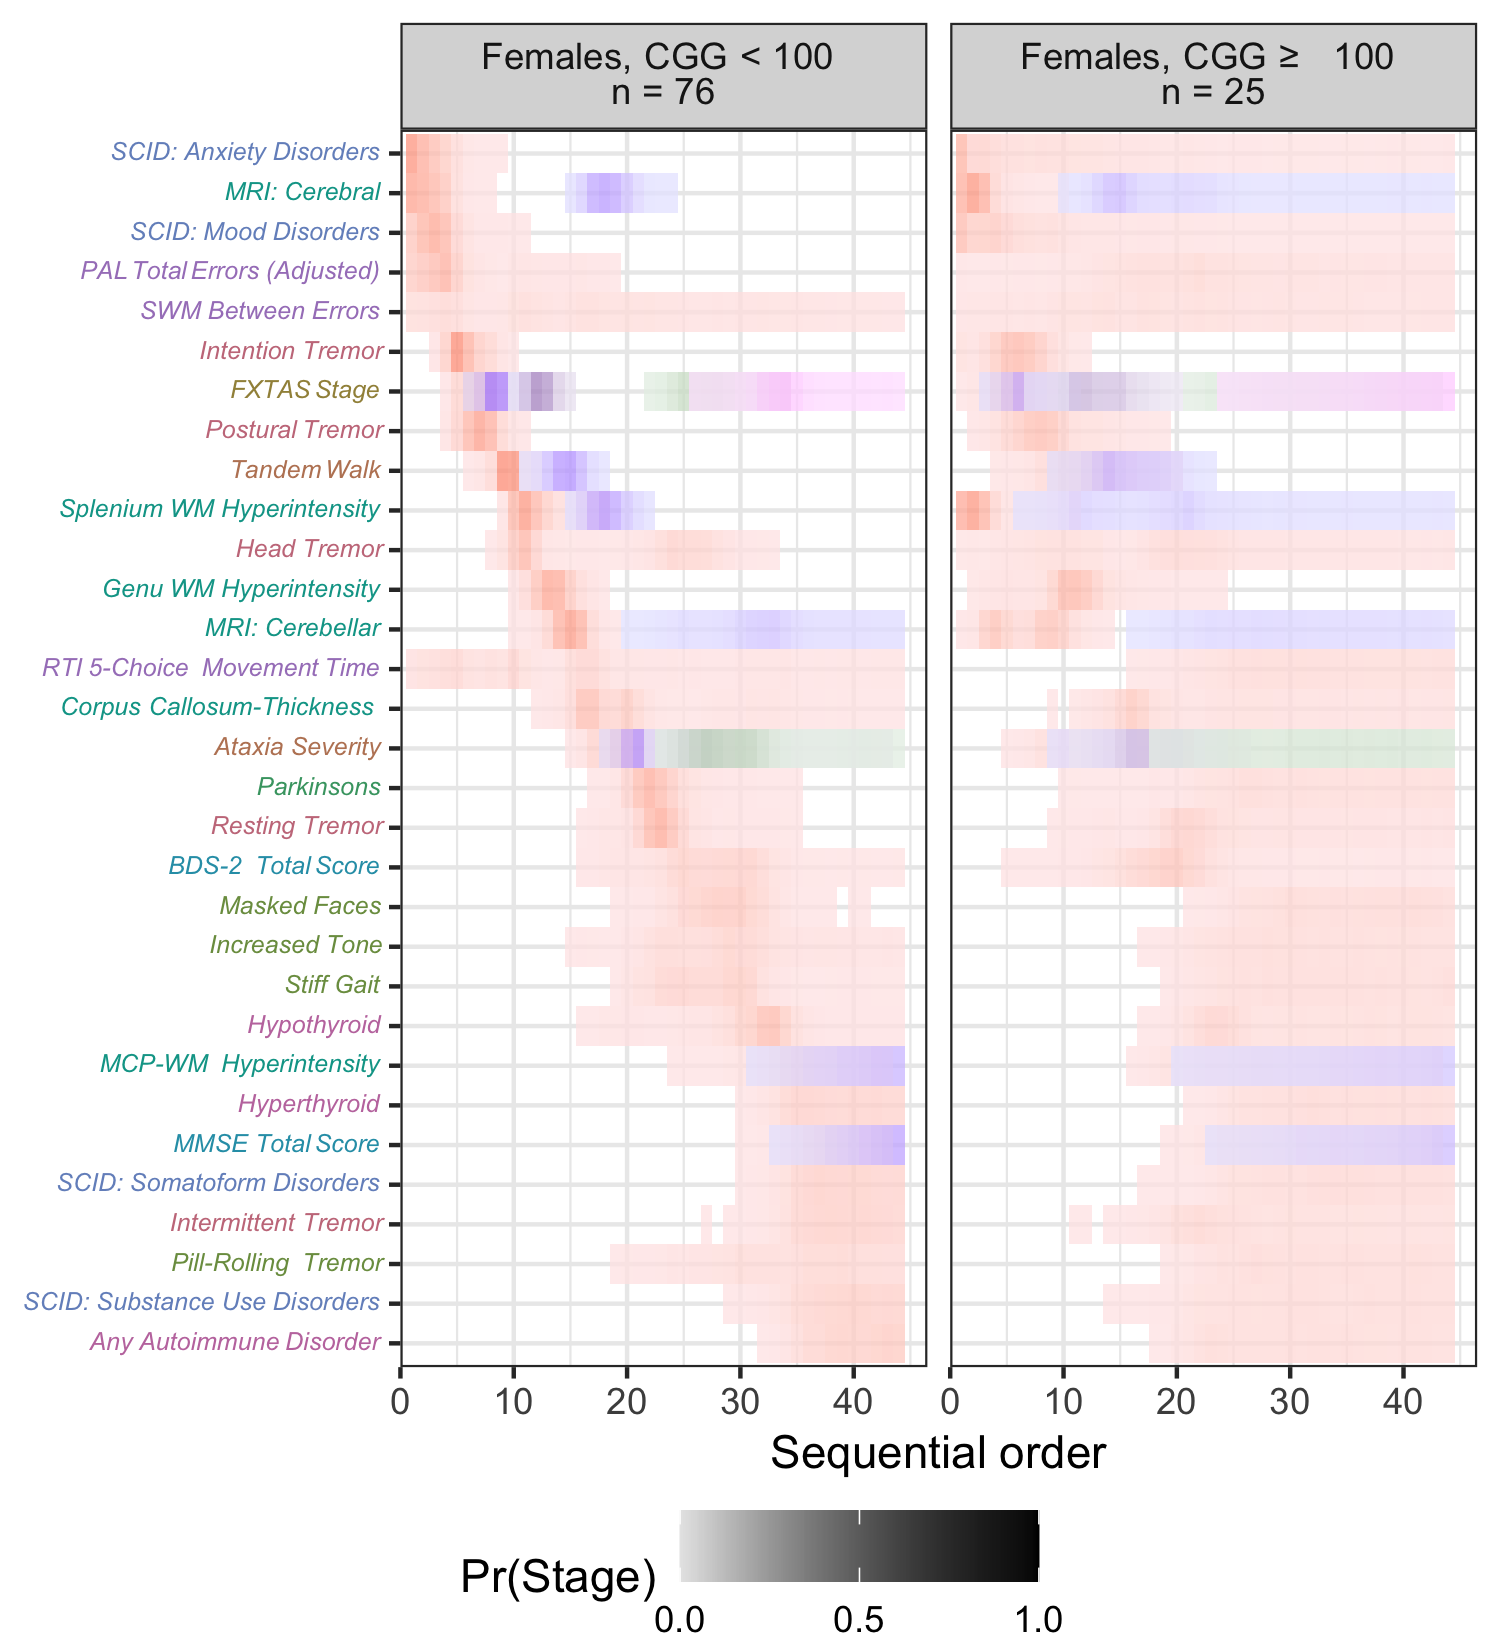 Females, CGG < 100
n = 76
Females, CGG ≥ 100
n = 25
SCID: Anxiety Disorders
MRI: Cerebral
SCID: Mood Disorders
PAL Total Errors (Adjusted)
SWM Between Errors
Intention Tremor
FXTAS Stage
Postural Tremor
Tandem Walk
Splenium WM Hyperintensity
Head Tremor
Genu WM Hyperintensity
MRI: Cerebellar
RTI 5-Choice Movement Time
Corpus Callosum-Thickness
Ataxia Severity
Parkinsons
Resting Tremor
BDS-2 Total Score
Masked Faces
Increased Tone
Stiff Gait
Hypothyroid
MCP-WM Hyperintensity
Hyperthyroid
MMSE Total Score
SCID: Somatoform Disorders
Intermittent Tremor
Pill-Rolling Tremor
SCID: Substance Use Disorders
Any Autoimmune Disorder
0 10 20 30 40 0 10 20 30 40
Sequential order
Pr(Stage)
0.0 0.5 1.0